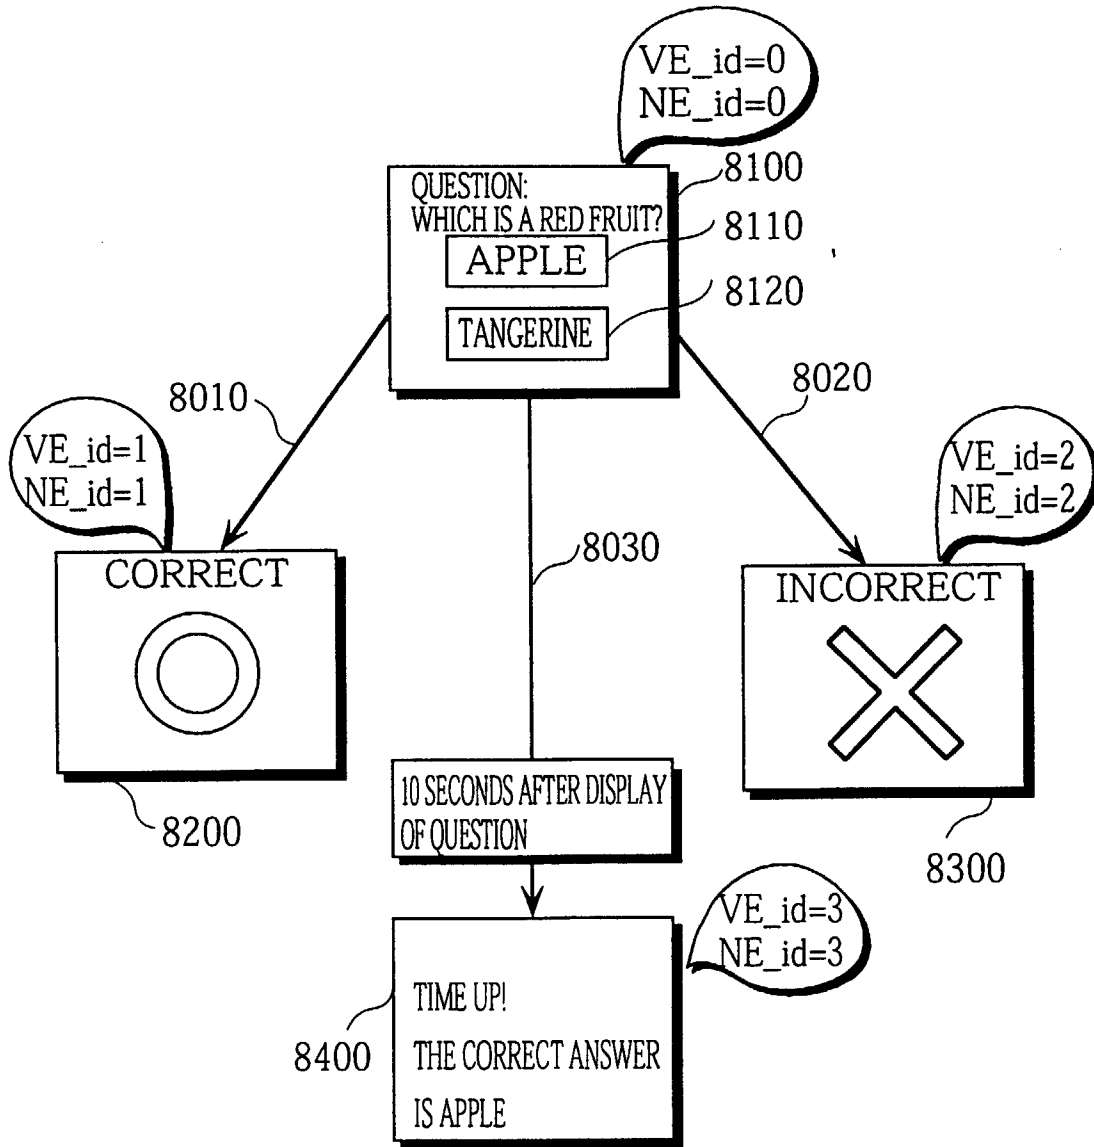 VE_id=0
NE_id=0
8100
QUESTION:
WHICH IS A RED FRUIT?
8110
APPLE
8120
TANGERINE
8010
8020
VE_id=1
NE_id=1
VE_id=2
NE_id=2
8030
CORRECT
INCORRECT
10 SECONDS AFTER DISPLAY
OF QUESTION
8200
8300
VE_id=3
NE_id=3
TIME UP!
8400
THE CORRECT ANSWER
IS APPLE